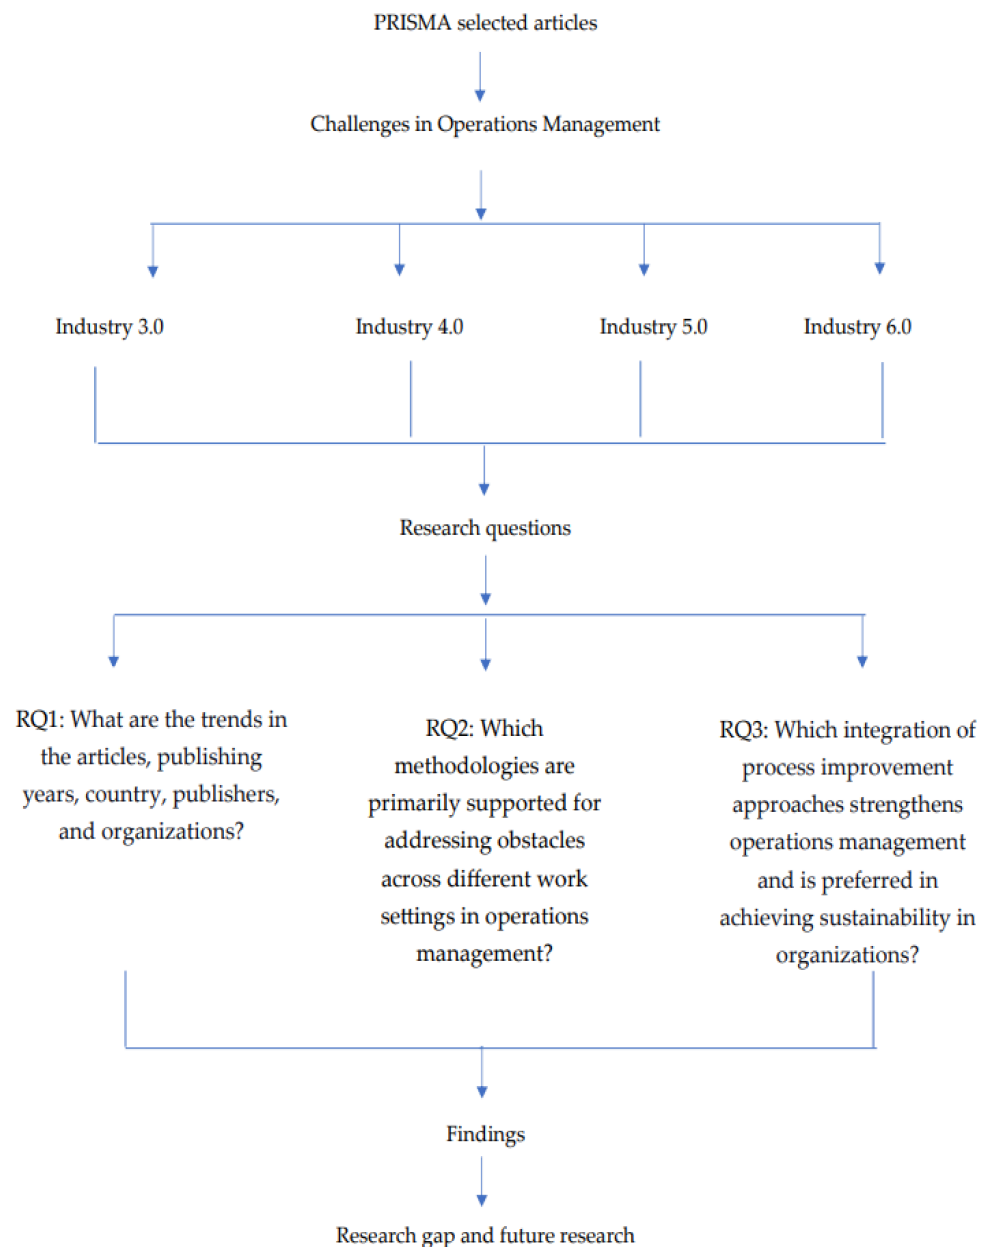 PRISMA selected articles
Challenges in Operations Management
Industry 3.0
Industry 4.0
Industry 5.0
Industry 6.0
Research questions
RQ1: What are the trends in
the articles, publishing
years, country, publishers,
and organizations?
RQ2: Which
methodologies are
primarily supported for
addressing obstacles
across different work
settings in operations
management?
RQ3: Which integration of
process improvement
approaches strengthens
operations management
and is preferred in
achieving sustainability in
organizations?
Findings
Research gap and future research